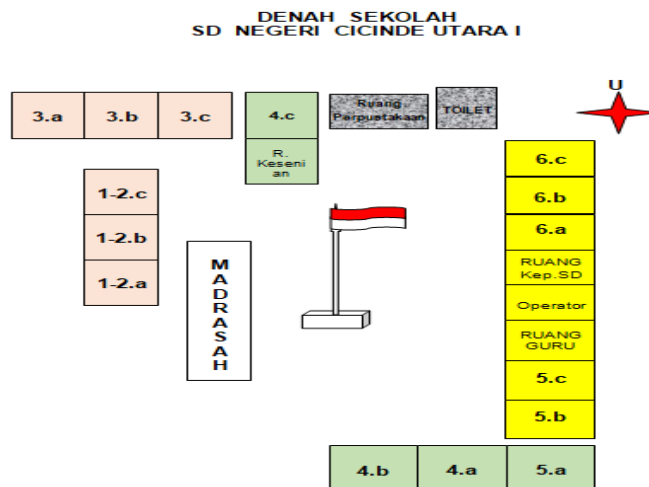 DENAH SEKOLAH
SD NEGERI CICINDE UTARA I
U
3.a
3.b
3.c
4.c
Ruang
Perpustakaan
TOILET
R.
Keseni
an
6.c
6.b
6.a
RUANG
Kep.SD
Operator
RUANG
GURU
5.c
5.b
1-2.c
1-2.b
1-2.a
MADRASAH
4.b
4.a
5.a